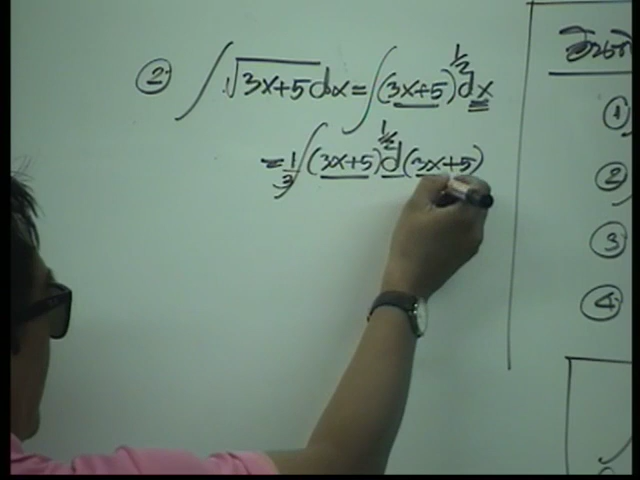 ② ∫ √3x+5 dx = ∫ (3x+5)^½ dx
= ⅓ ∫ (3x+5)^½ d(3x+5)
①
②
③
④